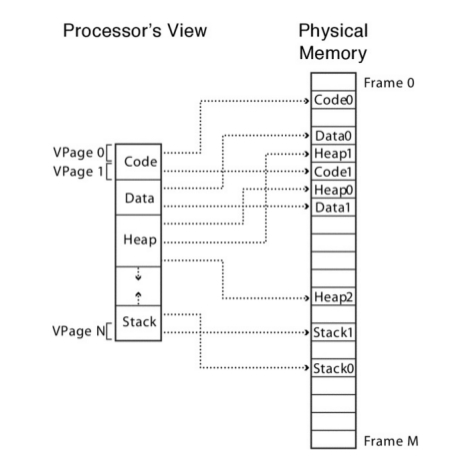 Processor's View
Physical
Memory
Frame 0
Code0
Data0
VPage 0
Code
Heap1
VPage 1
Code1
Heap0
Data
Data1
Heap
Heap2
Stack
VPage N
Stack1
Stack0
Frame M